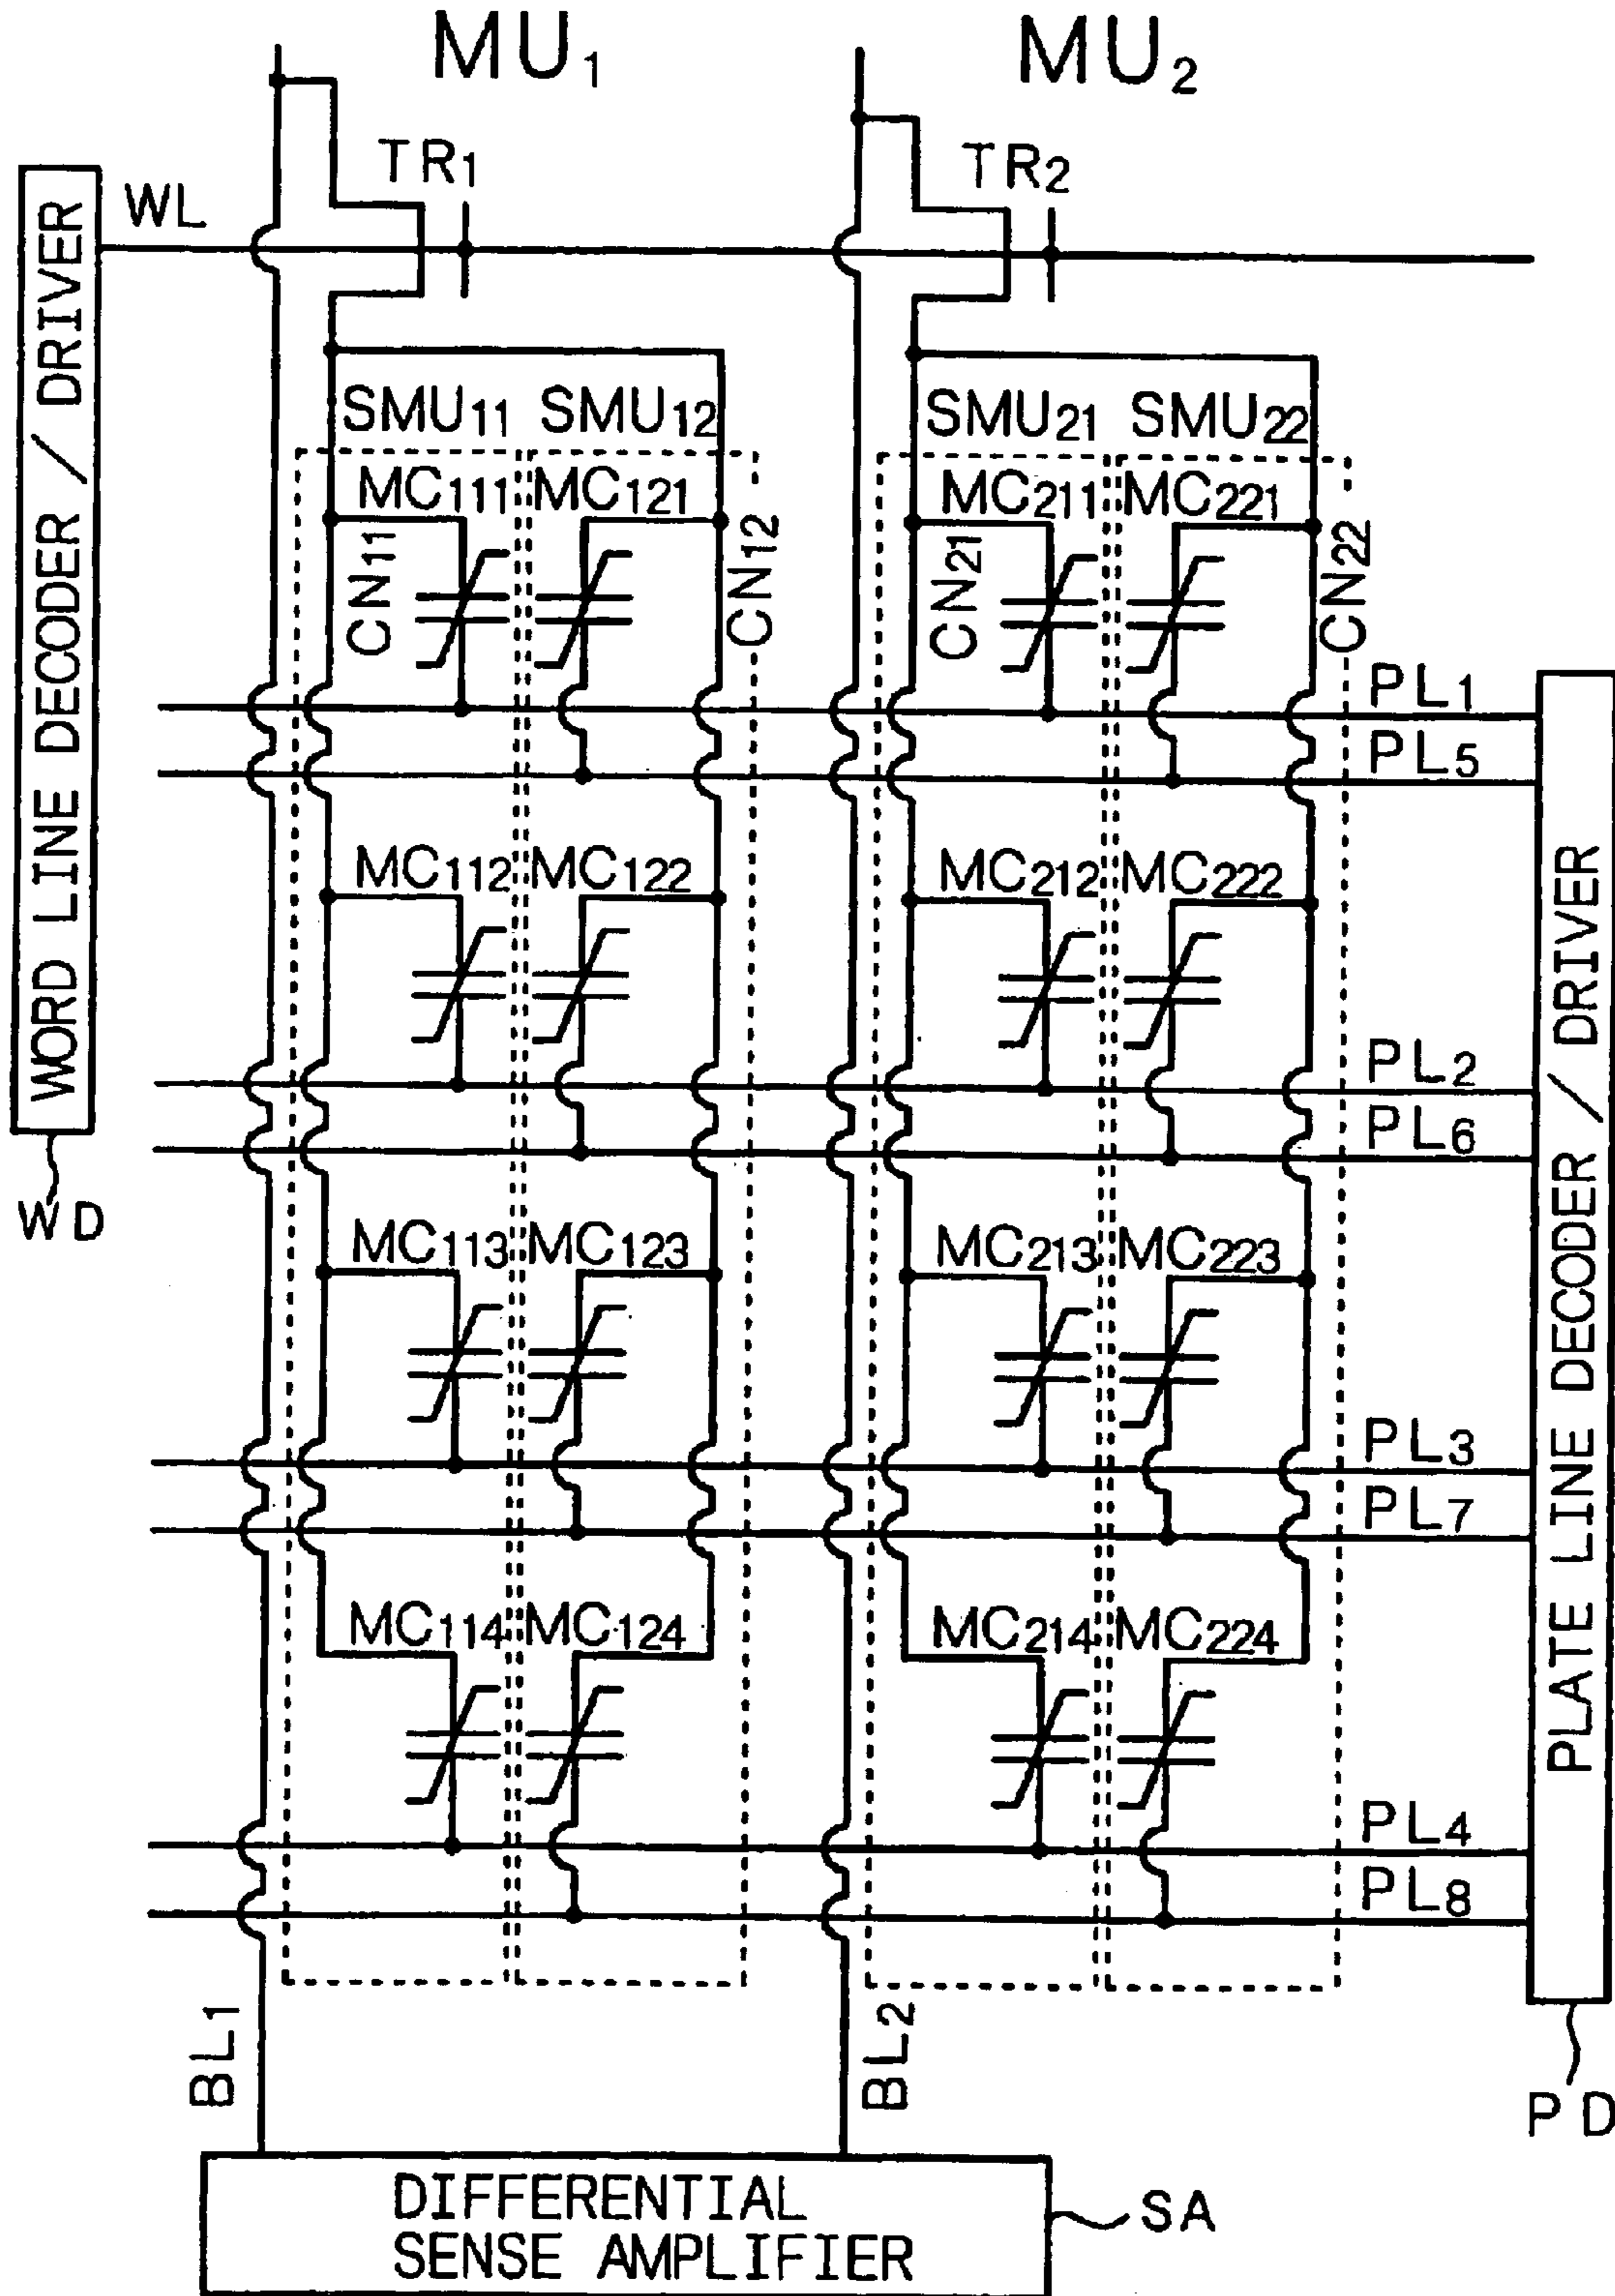 MU1 MU2
TR1 TR2
WL
WORD LINE DECODER / DRIVER
WD
SMU11 SMU12 SMU21 SMU22
MC111 MC121 MC211 MC221
CN11 CN12 CN21 CN22
PL1
PL5
MC112 MC122 MC212 MC222
PL2
PL6
MC113 MC123 MC213 MC223
PL3
PL7
MC114 MC124 MC214 MC224
PL4
PL8
PLATE LINE DECODER / DRIVER
PD
BL1 BL2
DIFFERENTIAL
SENSE AMPLIFIER
SA